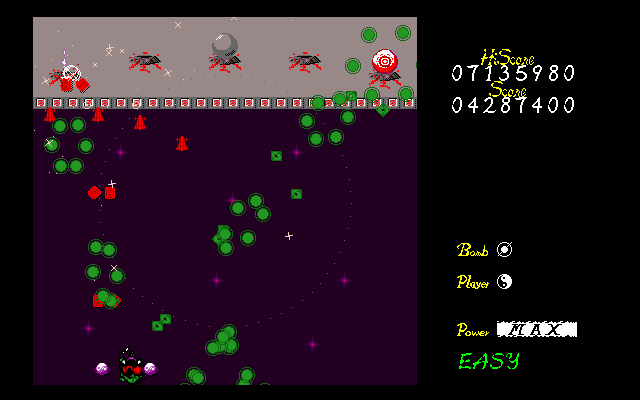 HiScore
07135980
Score
04287400
Bomb
Player
Power MAX
EASY